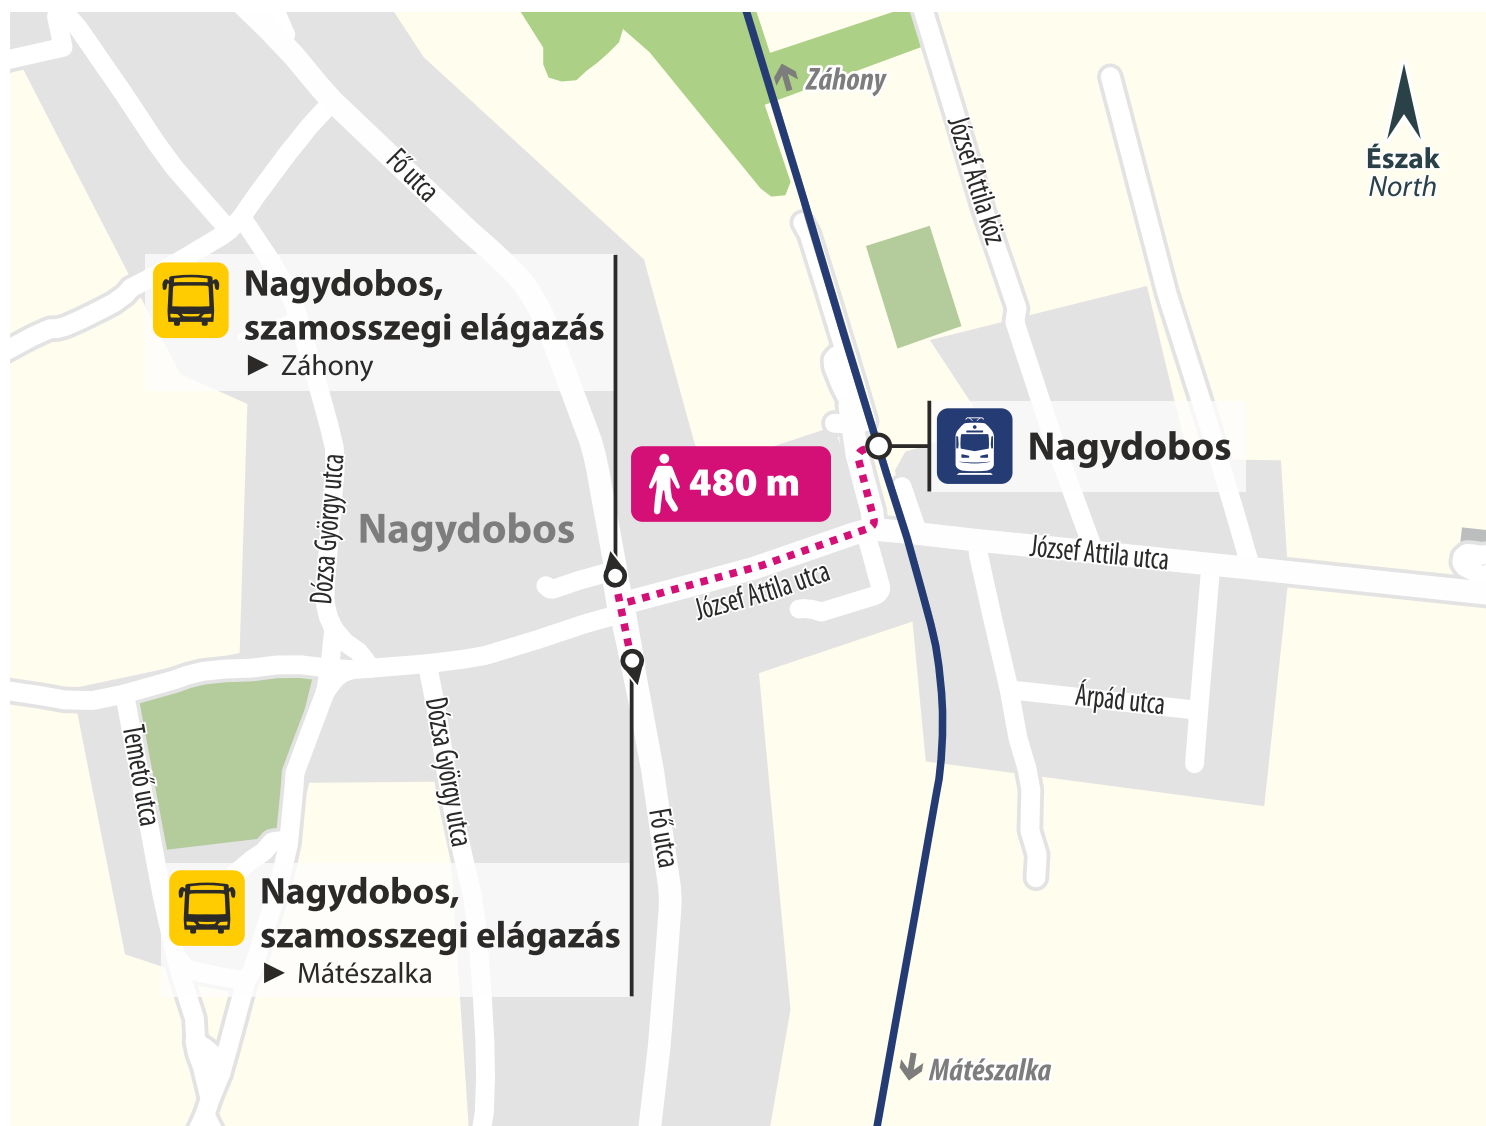 Záhony
Észak
North
József Attila köz
Fő utca
Nagydobos,
szamosszegi elágazás
► Záhony
Nagydobos
480 m
Dózsa György utca
Nagydobos
József Attila utca
József Attila utca
Árpád utca
Temető utca
Dózsa György utca
Fő utca
Nagydobos,
szamosszegi elágazás
► Mátészalka
Mátészalka